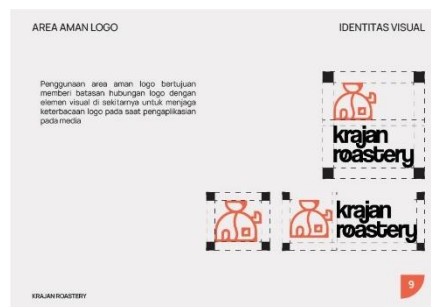 AREA AMAN LOGO
IDENTITAS VISUAL
Penggunaan area aman logo bertujuan
memberi batasan hubungan logo dengan
elemen visual di sekitarnya untuk menjaga
keterbacaan logo pada saat pengaplikasian
pada media
krajan
roastery
krajan
roastery
KRAJAN ROASTERY
9